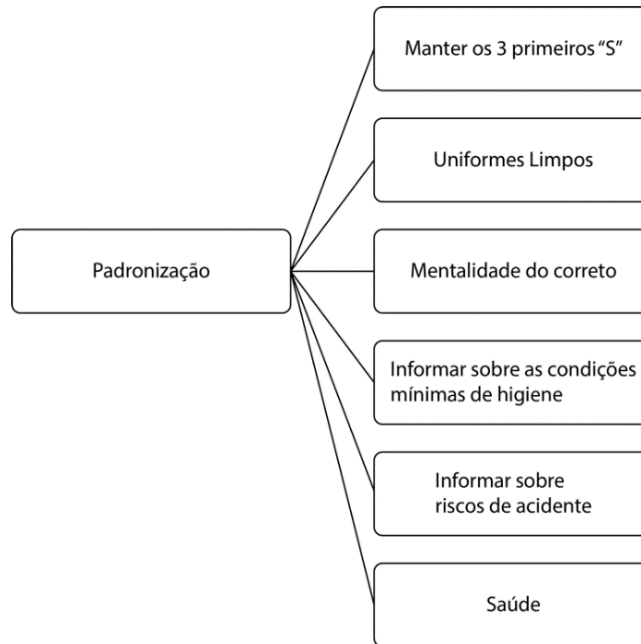 Manter os 3 primeiros “S”
Uniformes Limpos
Padronização
Mentalidade do correto
Informar sobre as condições
mínimas de higiene
Informar sobre
riscos de acidente
Saúde